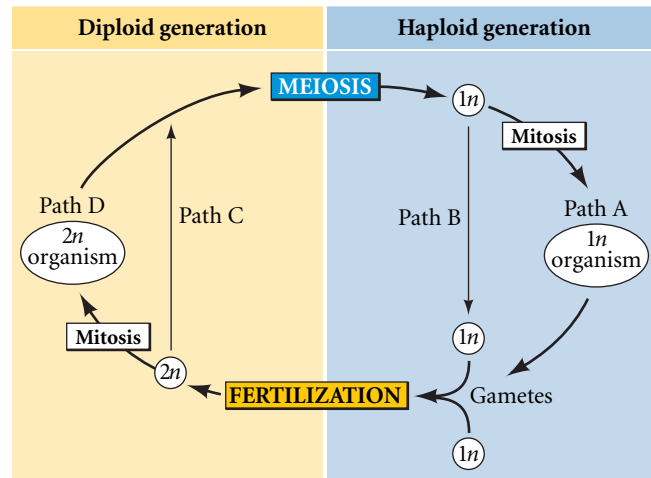 Diploid generation
Haploid generation
MEIOSIS
1n
Mitosis
Path D
Path C
Path B
Path A
2n
organism
1n
organism
Mitosis
1n
2n
FERTILIZATION
Gametes
1n